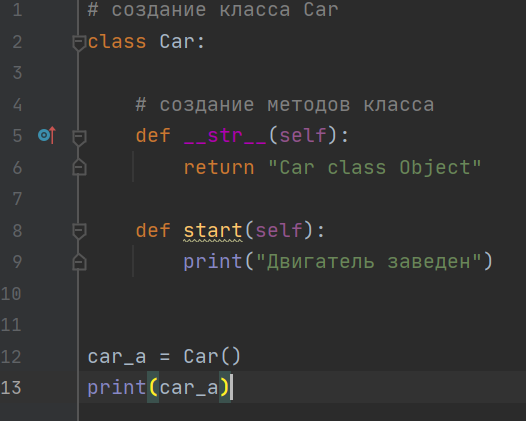 1 # создание класса Car
2 class Car:
3
4     # создание методов класса
5     def __str__(self):
6         return "Car class Object"
7
8     def start(self):
9         print("Двигатель заведен")
10
11
12 car_a = Car()
13 print(car_a)